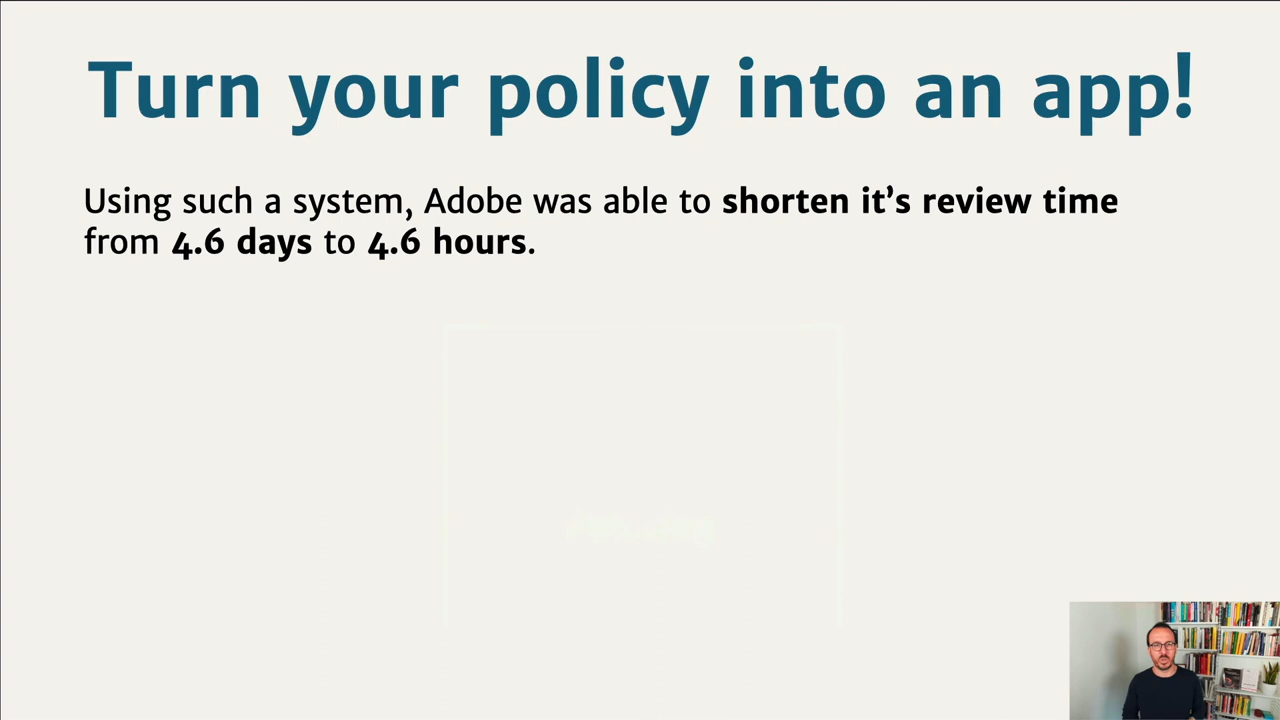 Turn your policy into an app!
Using such a system, Adobe was able to shorten it’s review time
from 4.6 days to 4.6 hours.